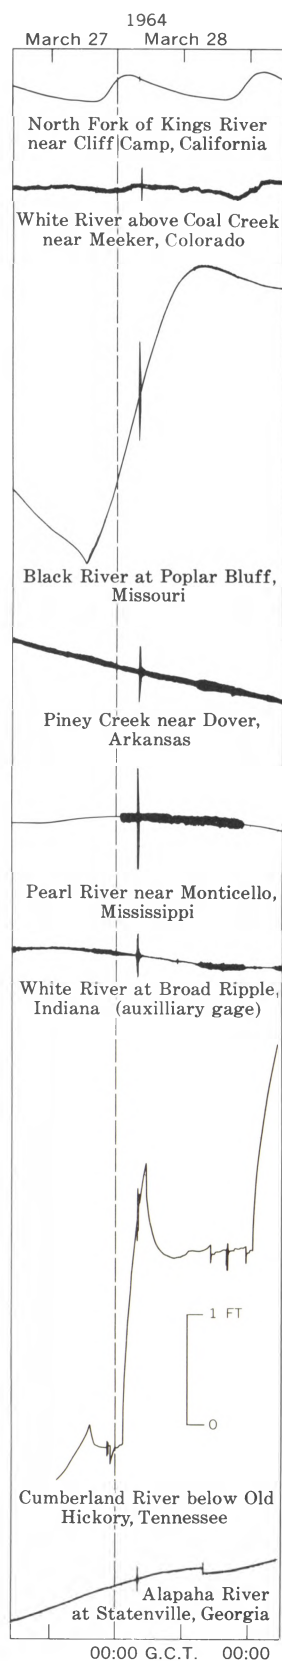 1964
March 27 March 28
North Fork of Kings River
near Cliff Camp, California
White River above Coal Creek
near Meeker, Colorado
Black River at Poplar Bluff,
Missouri
Piney Creek near Dover,
Arkansas
Pearl River near Monticello,
Mississippi
White River at Broad Ripple,
Indiana (auxilliary gage)
1 FT
0
Cumberland River below Old
Hickory, Tennessee
Alapaha River
at Statenville, Georgia
00:00 G.C.T. 00:00